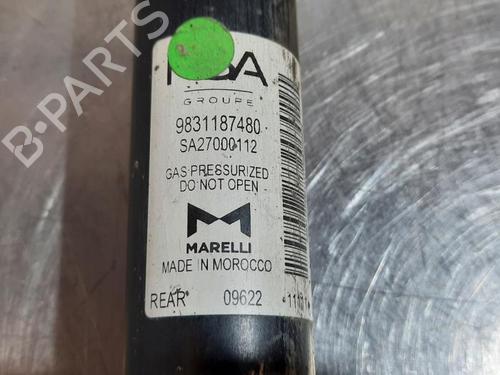 GROUPE
9831187480
SA27000112
GAS PRESSURIZED
DO NOT OPEN
MARELLI
MADE IN MOROCCO
REAR 09622
B-PARTS